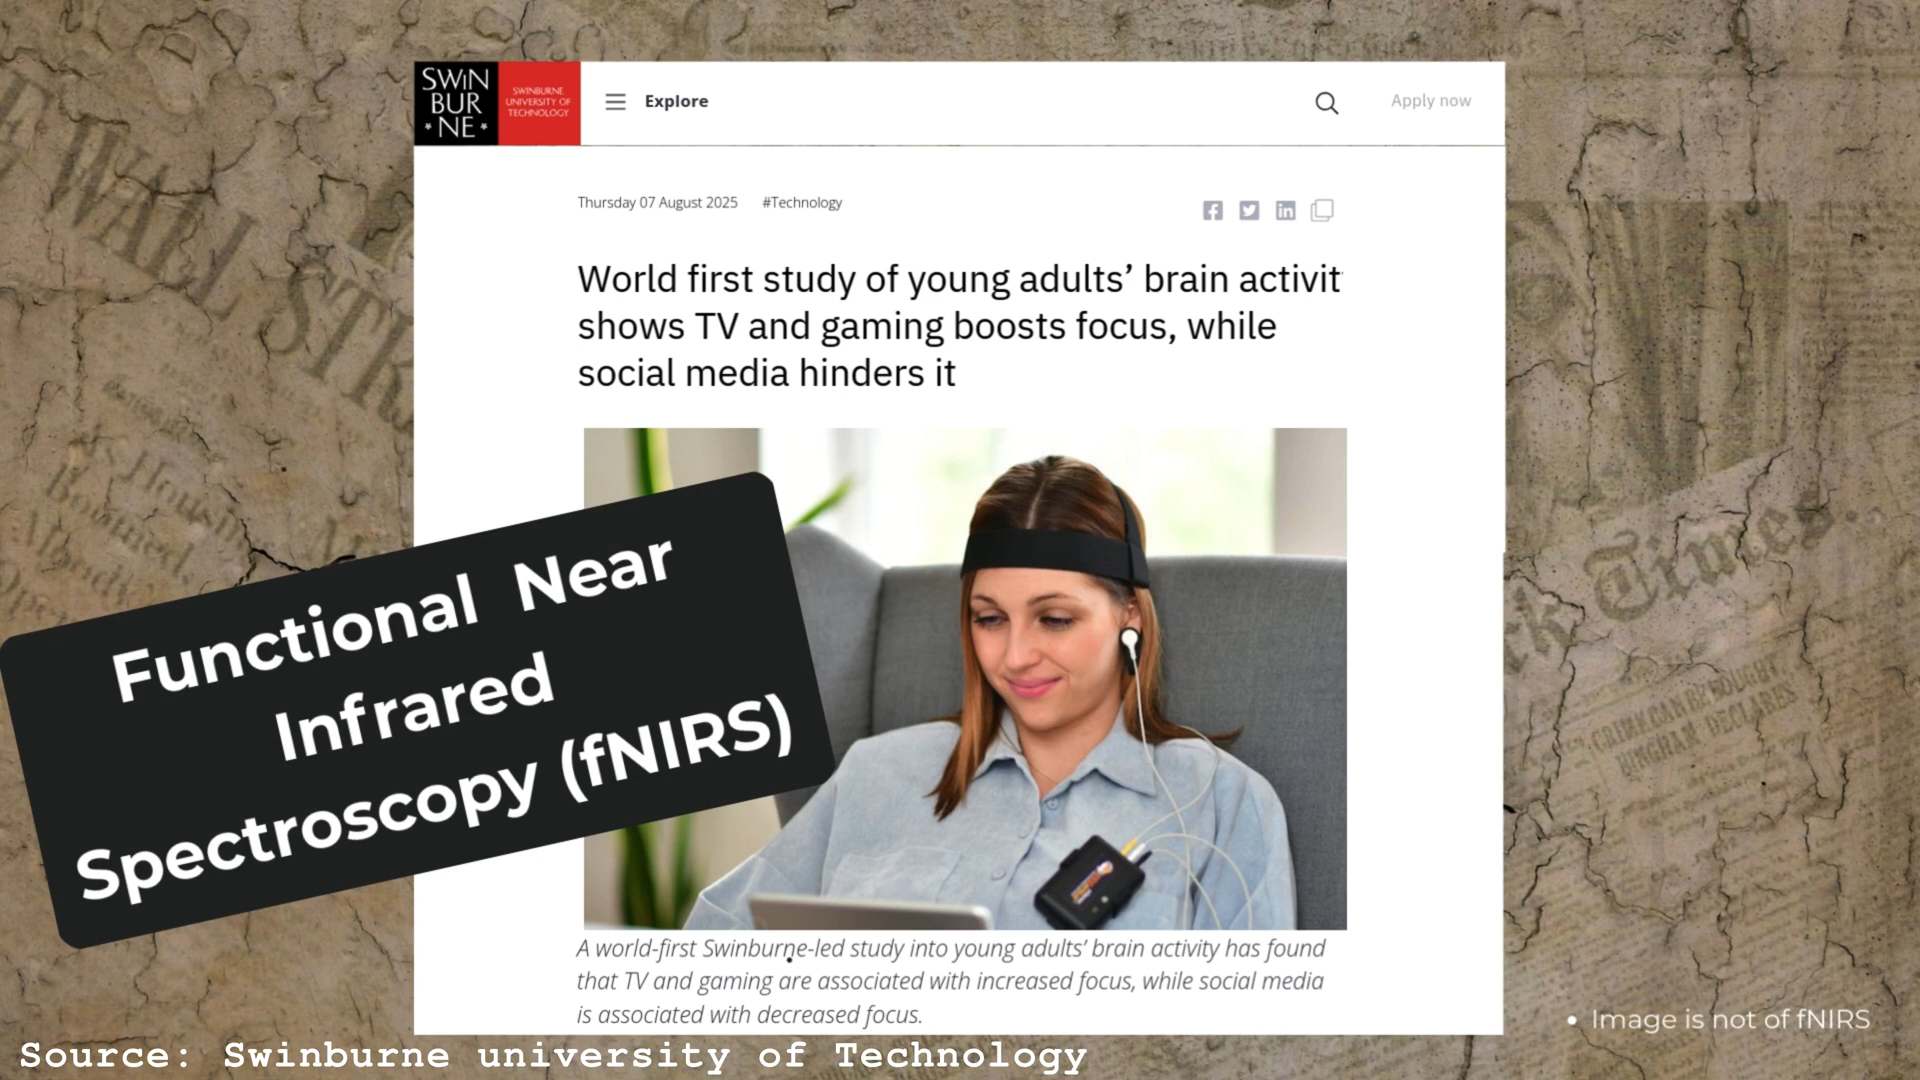 SWiN
BUR
NE
SWINBURNE
UNIVERSITY OF
TECHNOLOGY
Explore
Apply now
Thursday 07 August 2025 #Technology
World first study of young adults’ brain activit
shows TV and gaming boosts focus, while
social media hinders it
Functional Near
Infrared
Spectroscopy (fNIRS)
A world-first Swinburne-led study into young adults’ brain activity has found
that TV and gaming are associated with increased focus, while social media
is associated with decreased focus.
• Image is not of fNIRS
Source: Swinburne university of Technology
WALL STR
Times